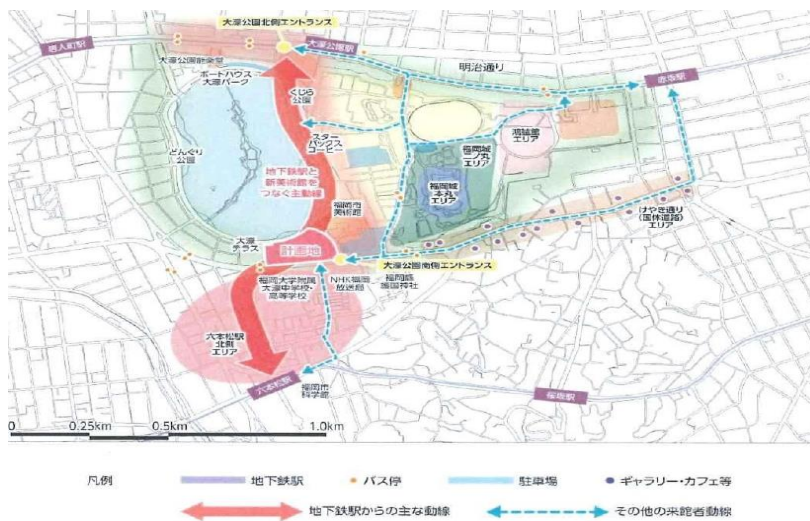 大濠公園北側エントランス
唐人町駅
大濠公園駅
大濠公園能楽堂
明治通り
赤坂駅
ボートハウス
大濠パーク
くじら
公園
スター
バックス
コーヒー
鴻臚館
エリア
どんぐり
公園
福岡城
二ノ丸
エリア
福岡城
本丸
エリア
地下鉄駅と
新美術館を
つなぐ主動線
福岡市
美術館
けやき通り
(国体道路)
エリア
大濠
テラス
計画地
大濠公園南側エントランス
福岡大学附属
大濠中学校・
高等学校
NHK福岡
放送局
福岡縣
護国神社
六本松駅
北側
エリア
六本松駅
福岡市
科学館
桜坂駅
0 0.25km 0.5km 1.0km
凡例 地下鉄駅 バス停 駐車場 ギャラリー・カフェ等
地下鉄駅からの主な動線 その他の来館者動線